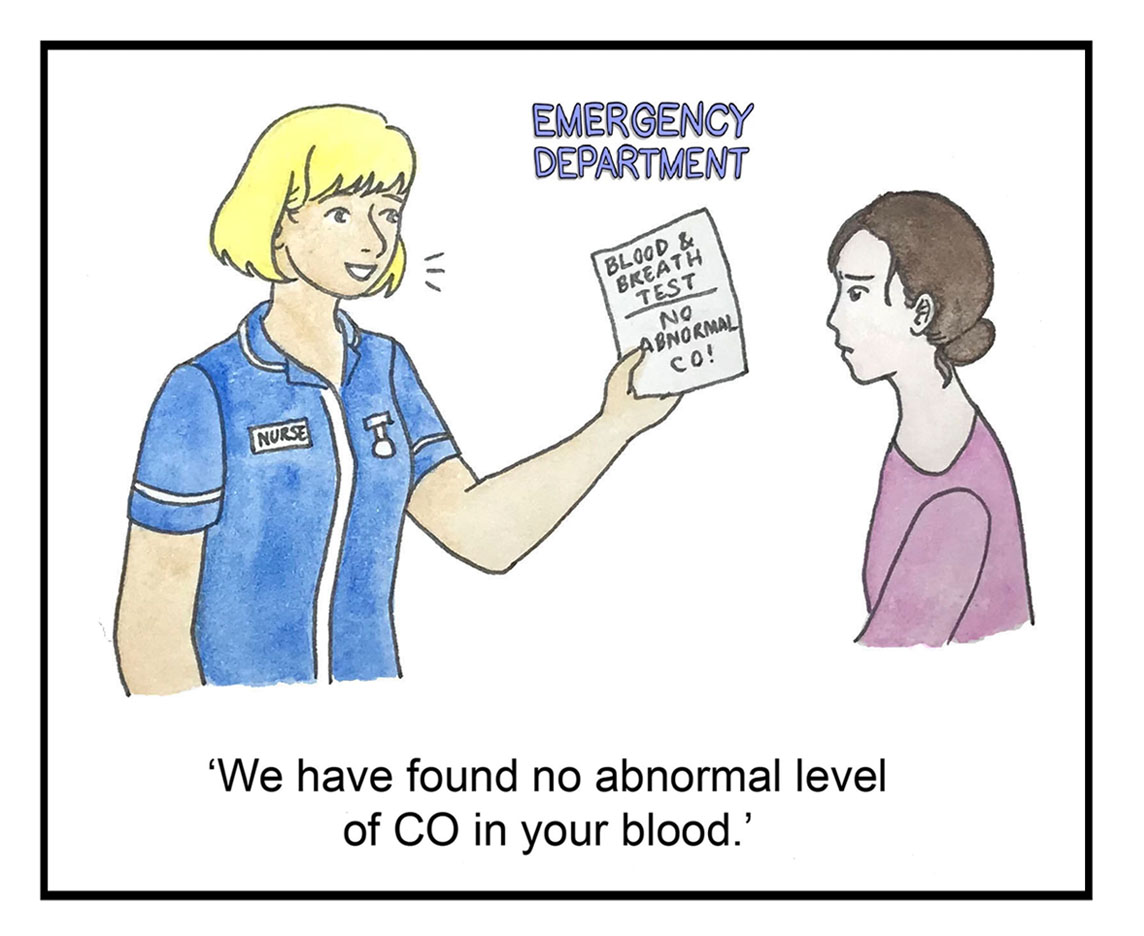 EMERGENCY
DEPARTMENT
BLOOD &
BREATH
TEST
NO
ABNORMAL
CO!
NURSE
‘We have found no abnormal level
of CO in your blood.’